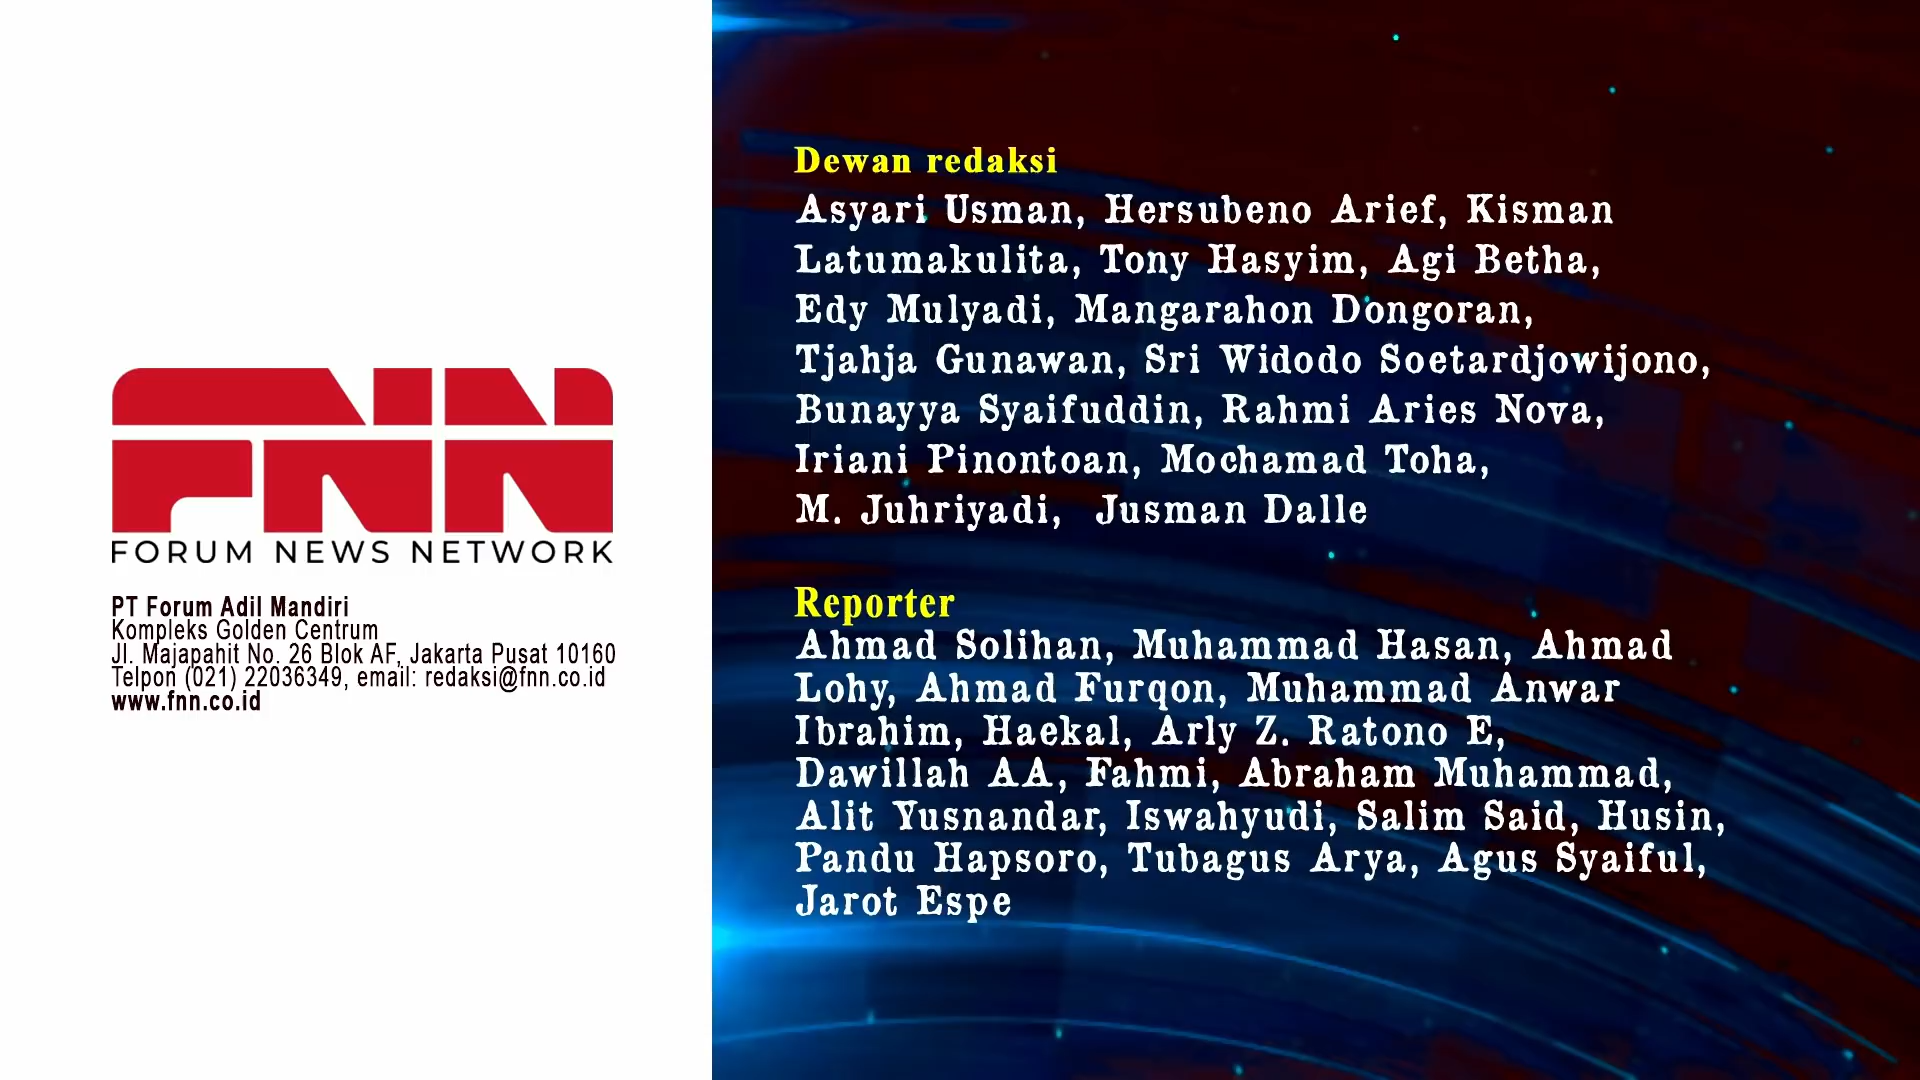 FNN
FORUM NEWS NETWORK
PT Forum Adil Mandiri
Kompleks Golden Centrum
Jl. Majapahit No. 26 Blok AF, Jakarta Pusat 10160
Telpon (021) 22036349, email: redaksi@fnn.co.id
www.fnn.co.id
Dewan redaksi
Asyari Usman, Hersubeno Arief, Kisman
Latumakulita, Tony Hasyim, Agi Betha,
Edy Mulyadi, Mangarahon Dongoran,
Tjahja Gunawan, Sri Widodo Soetardjowijono,
Bunayya Syaifuddin, Rahmi Aries Nova,
Iriani Pinontoan, Mochamad Toha,
M. Juhriyadi,  Jusman Dalle
Reporter
Ahmad Solihan, Muhammad Hasan, Ahmad
Lohy, Ahmad Furqon, Muhammad Anwar
Ibrahim, Haekal, Arly Z. Ratono E,
Dawillah AA, Fahmi, Abraham Muhammad,
Alit Yusnandar, Iswahyudi, Salim Said, Husin,
Pandu Hapsoro, Tubagus Arya, Agus Syaiful,
Jarot Espe